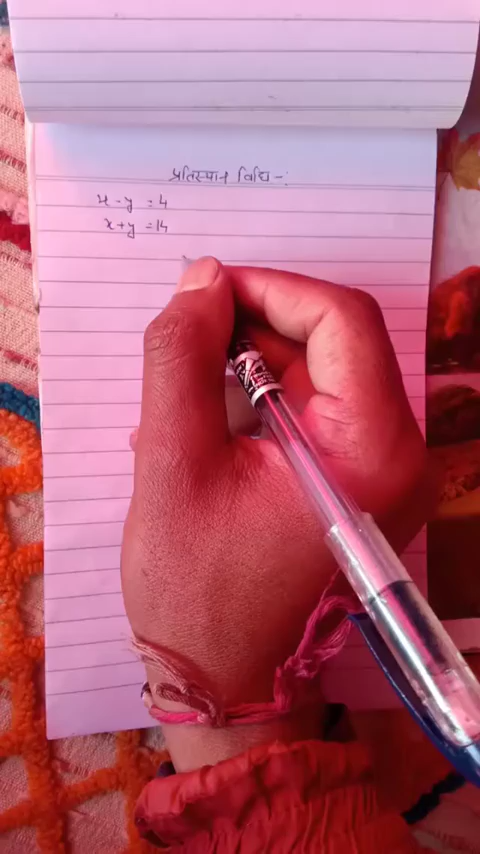 प्रतिस्थापन विधि -:
x - y = 4
x + y = 14